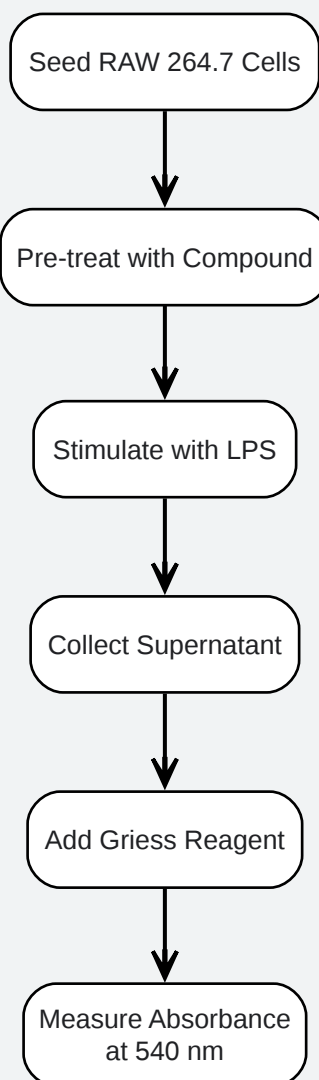 Seed RAW 264.7 Cells
Pre-treat with Compound
Stimulate with LPS
Collect Supernatant
Add Griess Reagent
Measure Absorbance
at 540 nm